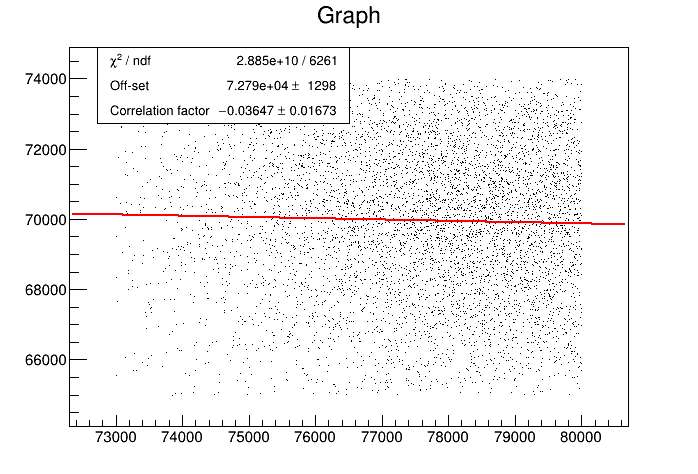 Graph
χ² / ndf 2.885e+10 / 6261
Off-set 7.279e+04 ± 1298
Correlation factor −0.03647 ± 0.01673
74000
72000
70000
68000
66000
73000 74000 75000 76000 77000 78000 79000 80000